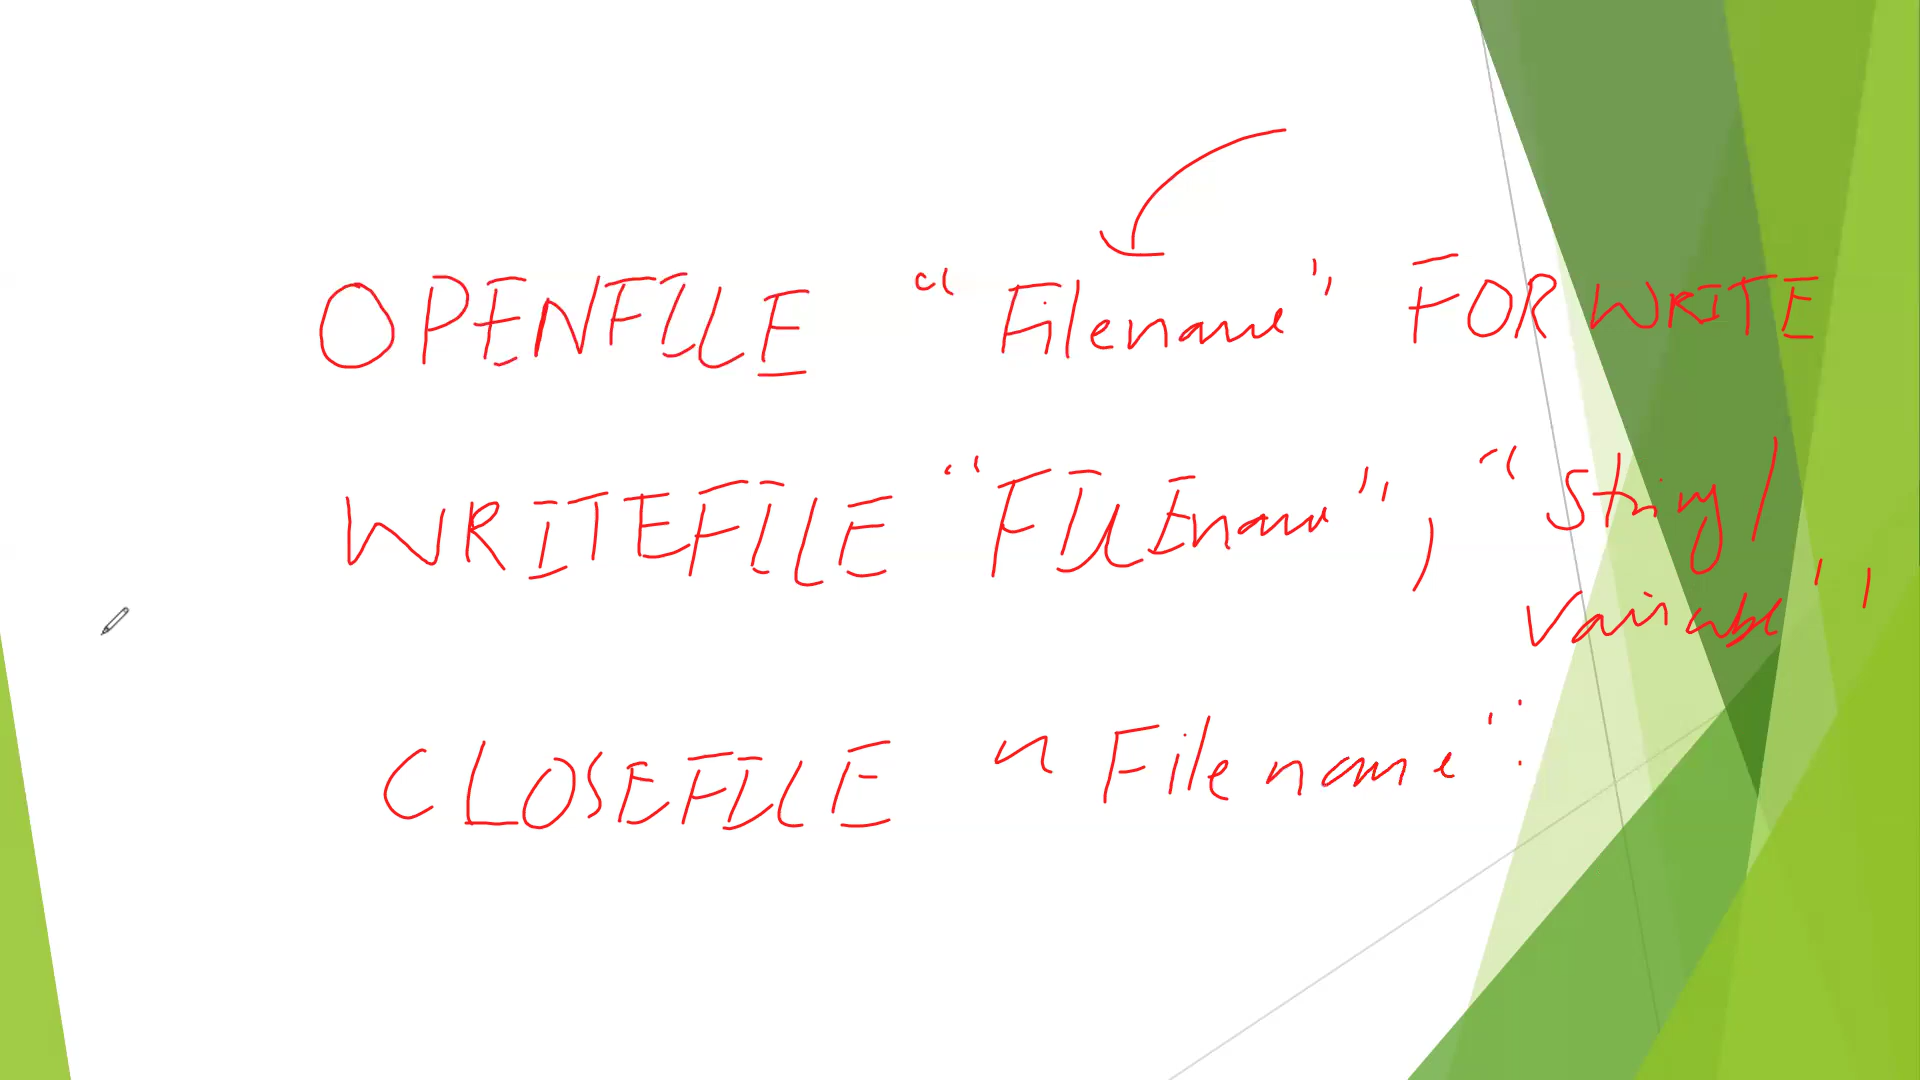 OPENFILE "Filename" FOR WRITE
WRITEFILE "FILEname", "String/
Variable"
CLOSEFILE "Filename"